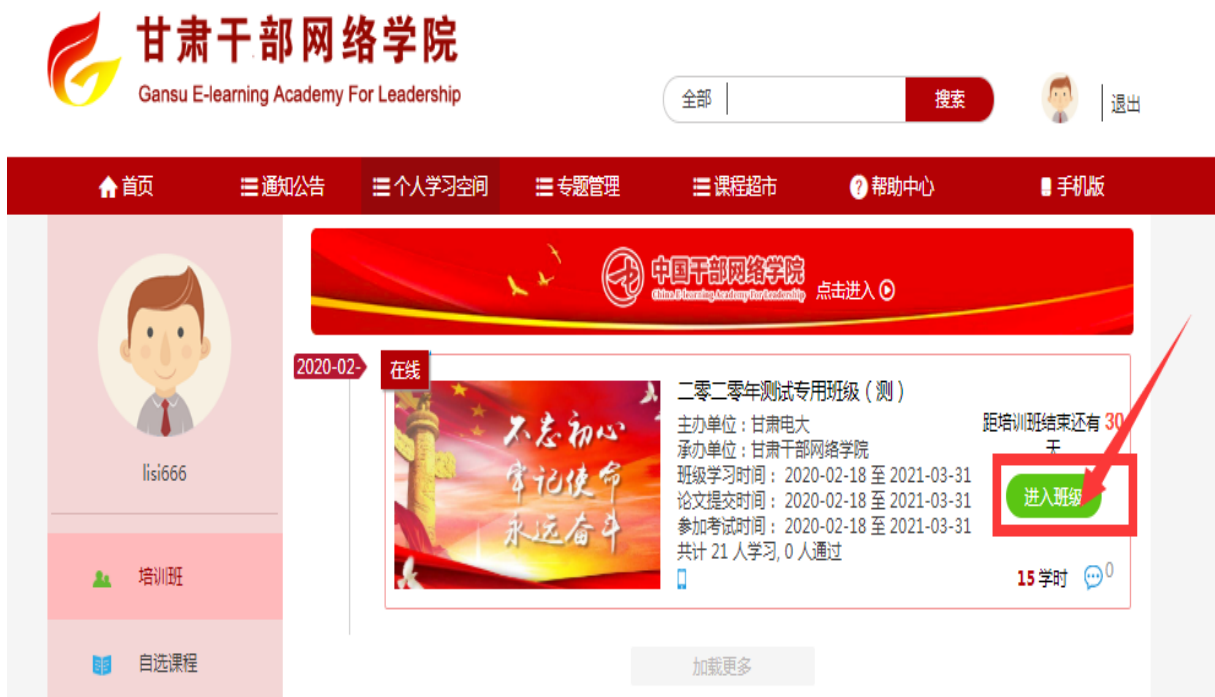 甘肃干部网络学院
Gansu E-learning Academy For Leadership
全部
搜索
退出
首页
通知公告
个人学习空间
专题管理
课程超市
帮助中心
手机版
中国干部网络学院
China E-learning Academy For Leadership
点击进入
lisi666
培训班
自选课程
2020-02-
在线
不忘初心
牢记使命
永远奋斗
二零二零年测试专用班级（测）
主办单位：甘肃电大
承办单位：甘肃干部网络学院
班级学习时间： 2020-02-18 至 2021-03-31
论文提交时间： 2020-02-18 至 2021-03-31
参加考试时间： 2020-02-18 至 2021-03-31
共计 21 人学习, 0 人通过
距培训班结束还有 30
天
进入班级
15 学时
0
加载更多